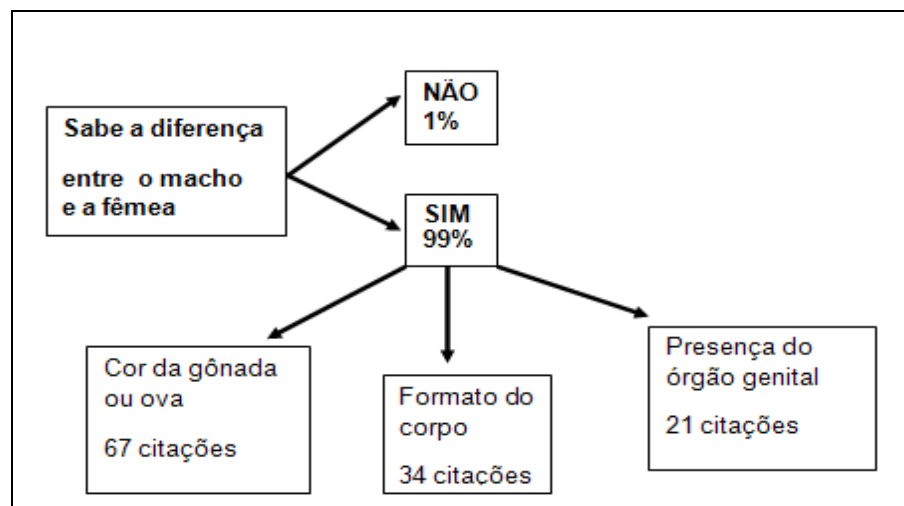 Sabe a diferença
entre o macho
e a fêmea
NÃO
1%
SIM
99%
Cor da gônada
ou ova
67 citações
Formato do
corpo
34 citações
Presença do
órgão genital
21 citações